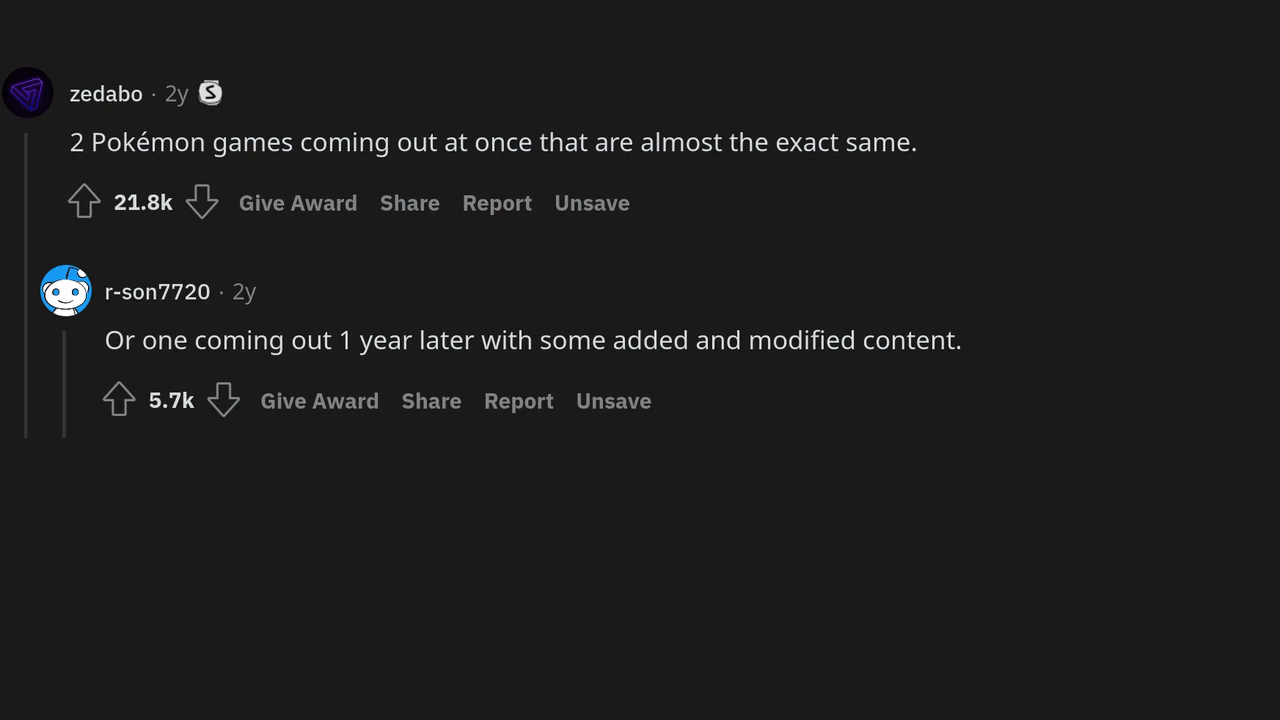 zedabo · 2y
2 Pokémon games coming out at once that are almost the exact same.
21.8k Give Award Share Report Unsave
r-son7720 · 2y
Or one coming out 1 year later with some added and modified content.
5.7k Give Award Share Report Unsave